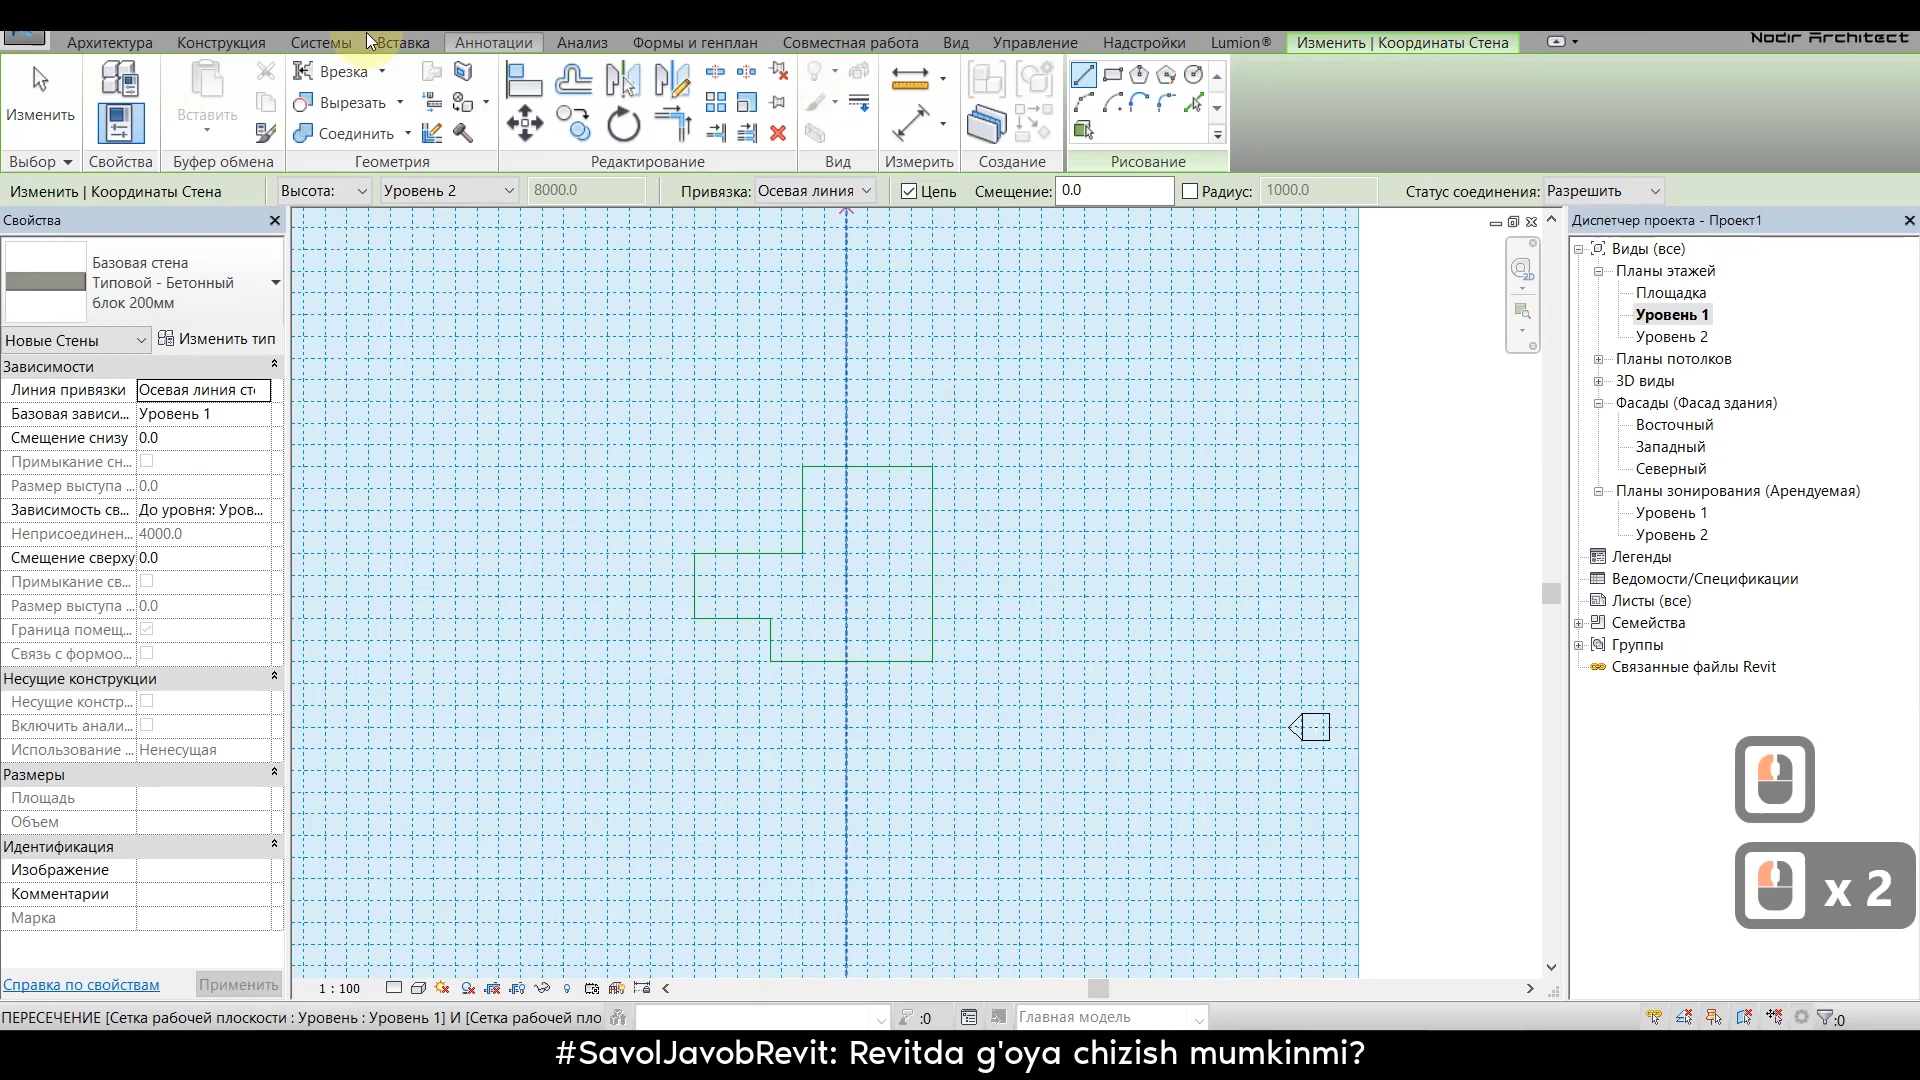 Nodir Architect
Архитектура Конструкция Системы Вставка Аннотации Анализ Формы и генплан Совместная работа Вид Управление Надстройки Lumion® Изменить | Координаты Стена
Изменить Вставить Врезка Вырезать Соединить
Выбор Свойства Буфер обмена Геометрия Редактирование Вид Измерить Создание Рисование
Изменить | Координаты Стена Высота: Уровень 2 8000.0 Привязка: Осевая линия Цепь Смещение: 0.0 Радиус: 1000.0 Статус соединения: Разрешить
Свойства
Базовая стена
Типовой - Бетонный
блок 200мм
Новые Стены Изменить тип
Зависимости
Линия привязки Осевая линия сте
Базовая зависи... Уровень 1
Смещение снизу 0.0
Примыкание сн...
Размер выступа ... 0.0
Зависимость св... До уровня: Уров...
Неприсоединен... 4000.0
Смещение сверху 0.0
Примыкание св...
Размер выступа ... 0.0
Граница помещ...
Связь с формоо...
Несущие конструкции
Несущие констр...
Включить анали...
Использование ... Ненесущая
Размеры
Площадь
Объем
Идентификация
Изображение
Комментарии
Марка
Справка по свойствам Применить
2D
1 : 100
Диспетчер проекта - Проект1
Виды (все)
Планы этажей
Площадка
Уровень 1
Уровень 2
Планы потолков
3D виды
Фасады (Фасад здания)
Восточный
Западный
Северный
Планы зонирования (Арендуемая)
Уровень 1
Уровень 2
Легенды
Ведомости/Спецификации
Листы (все)
Семейства
Группы
Связанные файлы Revit
x 2
ПЕРЕСЕЧЕНИЕ [Сетка рабочей плоскости : Уровень : Уровень 1] И [Сетка рабочей пло :0 Главная модель :0
#SavolJavobRevit: Revitda g'oya chizish mumkinmi?